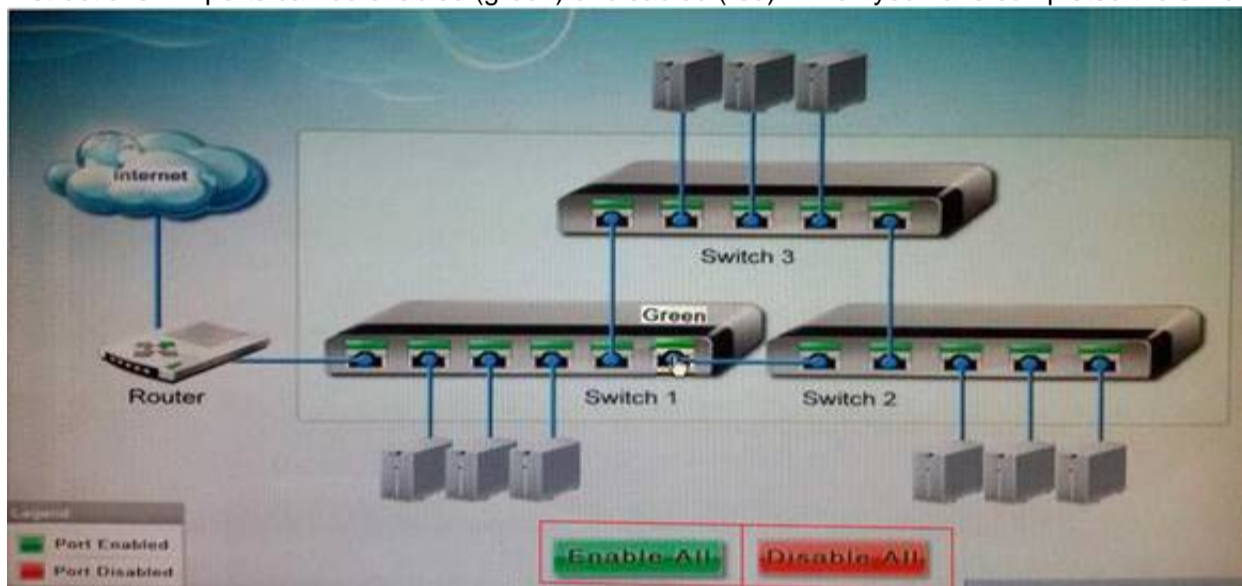 Internet
Switch 3
Green
Router
Switch 1
Switch 2
Legend
Port Enabled
Port Disabled
Enable All
Disable All